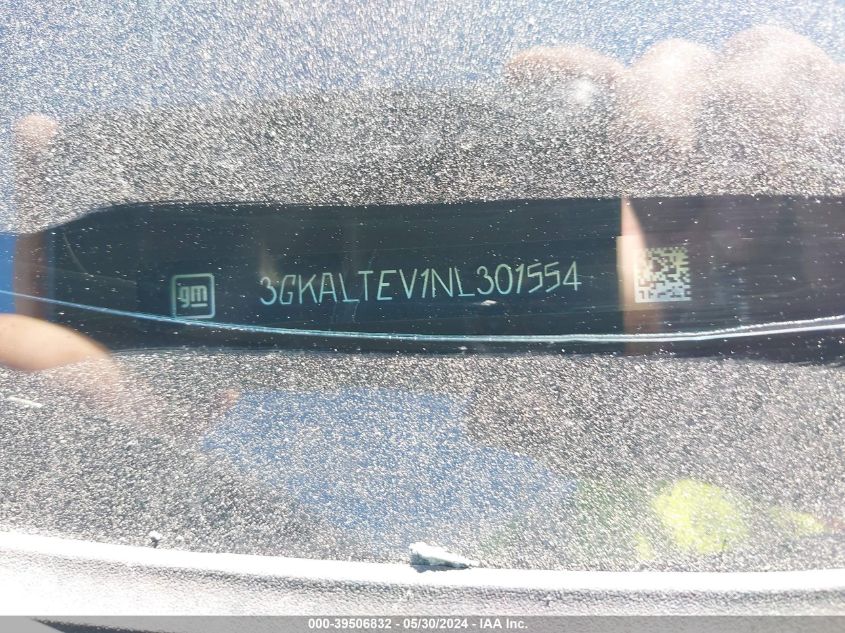 gm 3GKALTEV1NL301554
000-39506832 - 05/30/2024 - IAA Inc.